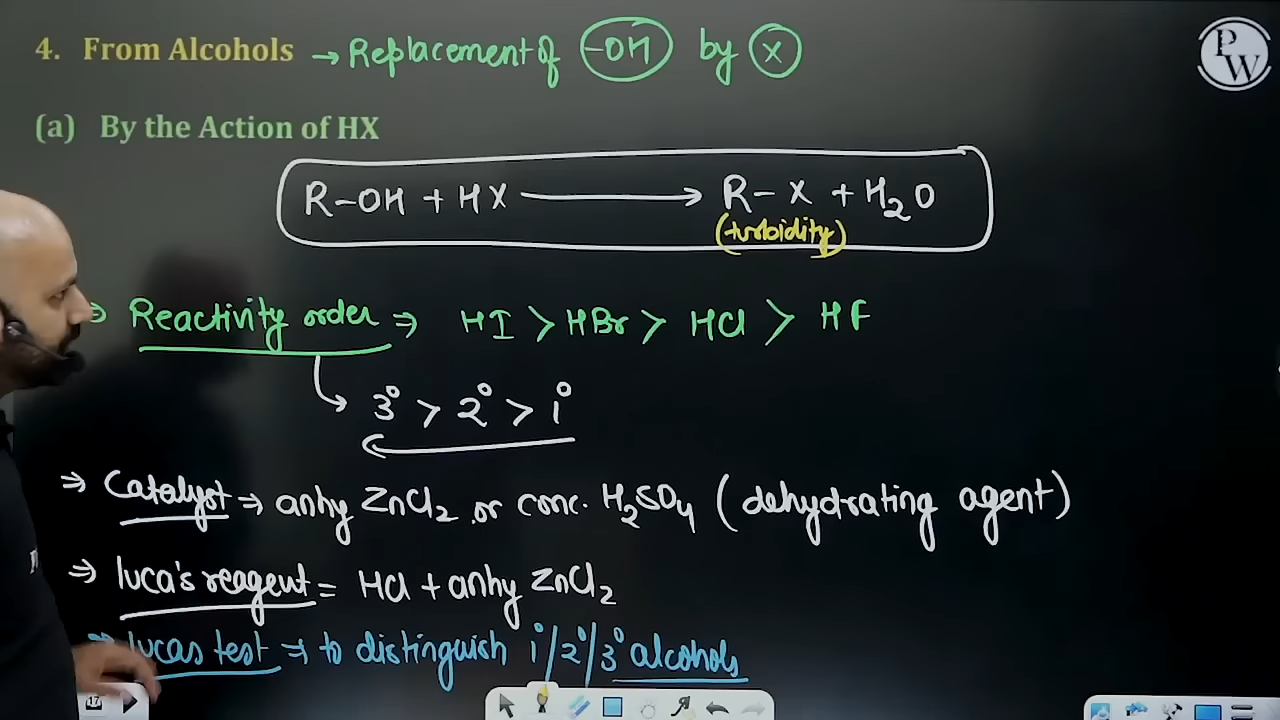 4. From Alcohols → Replacement of -OH by X
PW
(a) By the Action of HX
R-OH + HX ⟶ R-X + H₂O
(turbidity)
⇒ Reactivity order ⇒ HI > HBr > HCl > HF
3° > 2° > 1°
⇒ Catalyst ⇒ anhy ZnCl₂ or conc. H₂SO₄ (dehydrating agent)
⇒ luca's reagent = HCl + anhy ZnCl₂
⇒ lucas test ⇒ to distinguish 1°/2°/3° alcohols
17